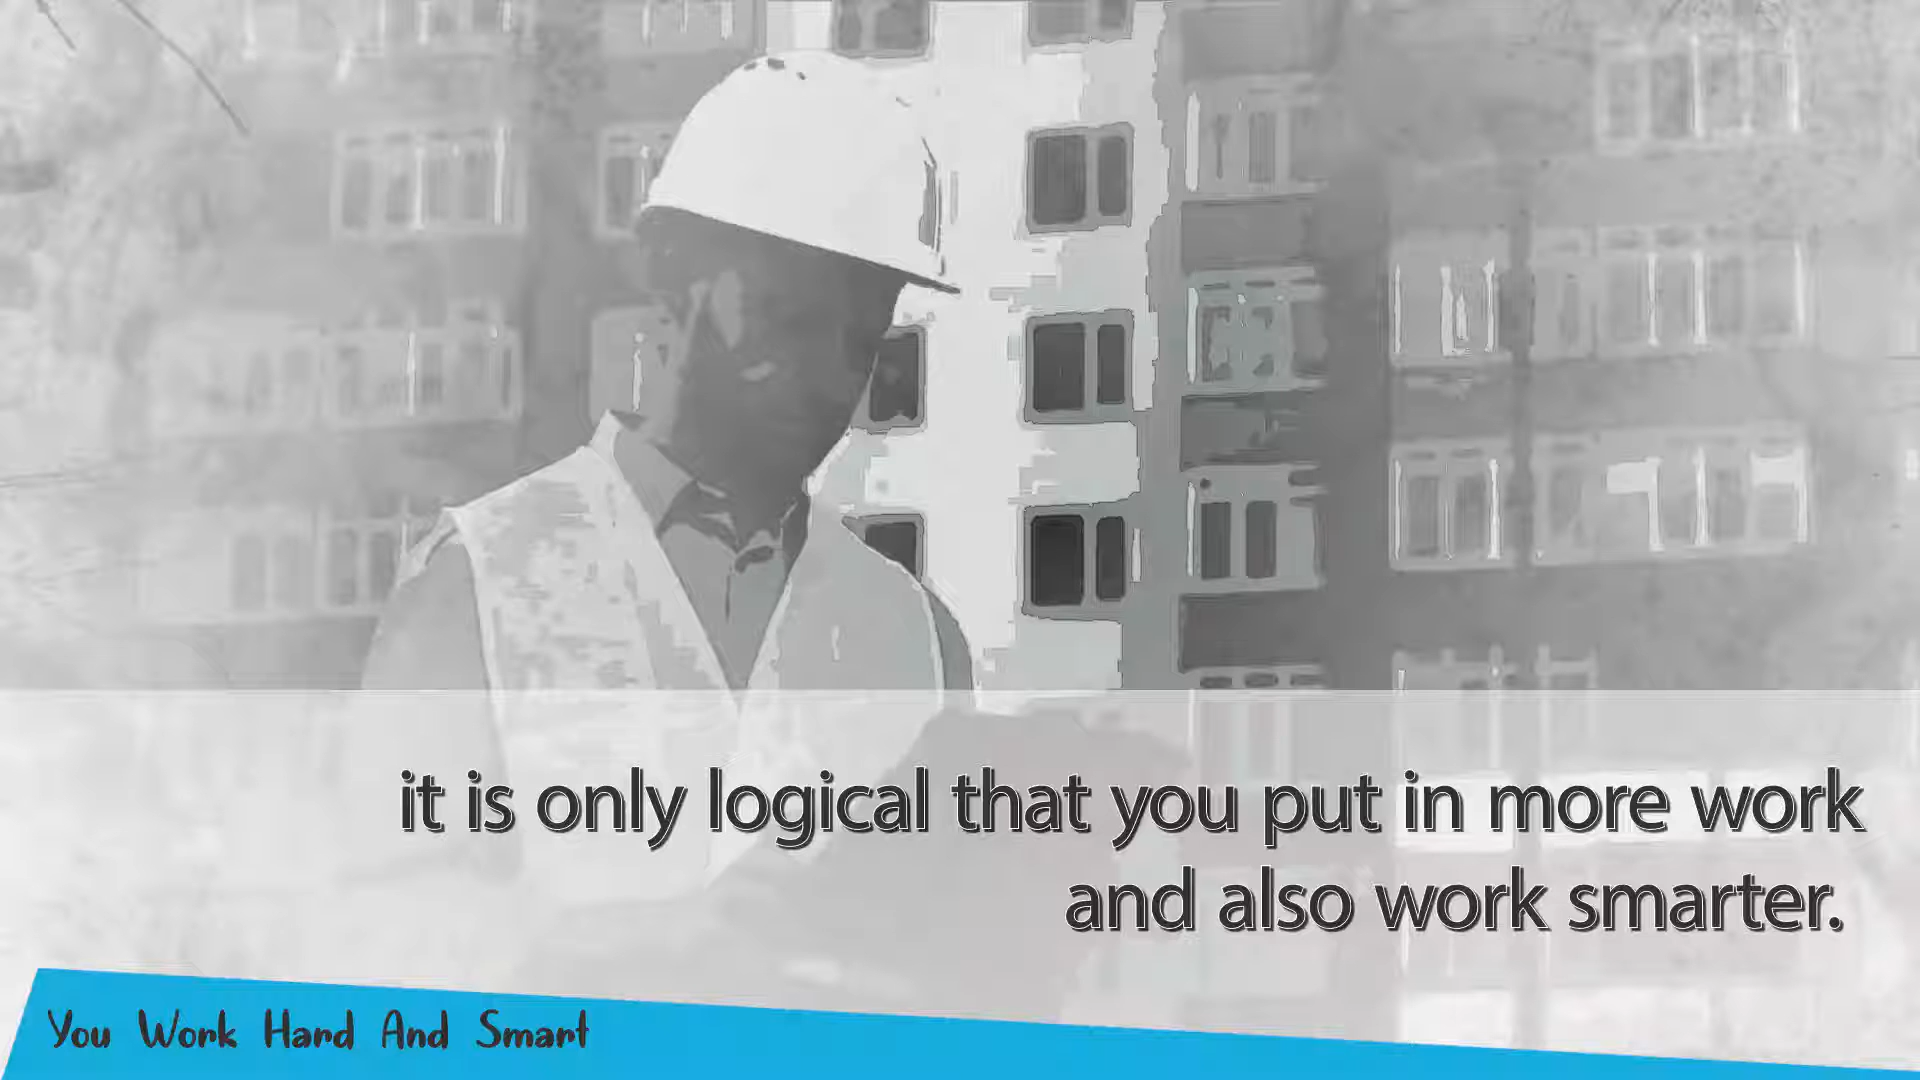 it is only logical that you put in more work
and also work smarter.
You Work Hard And Smart